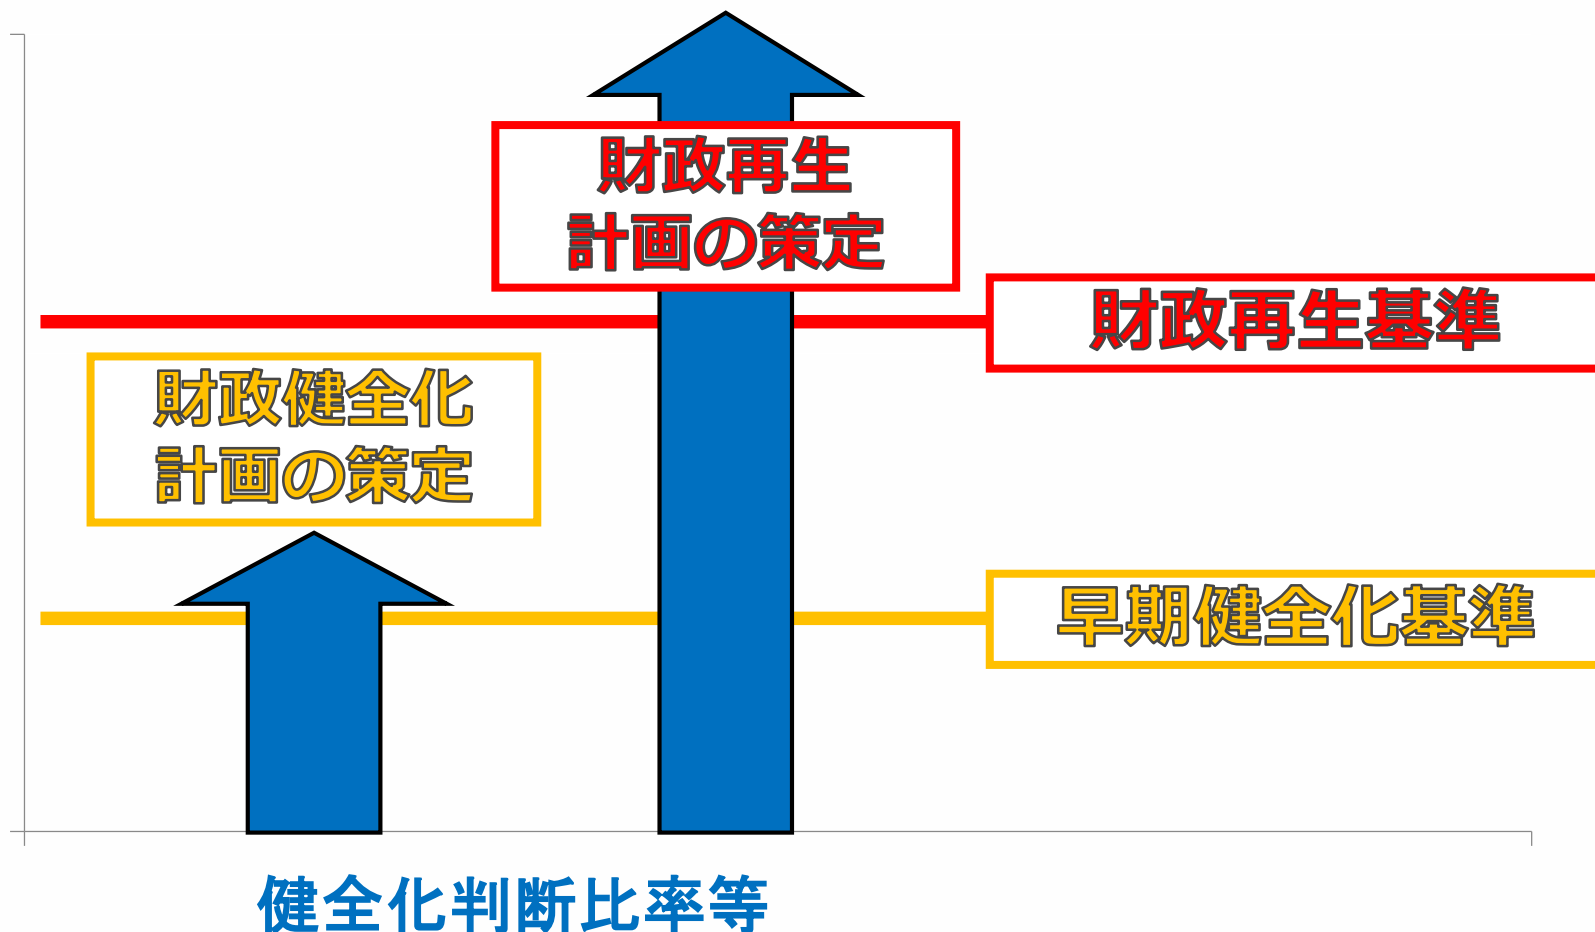 財政再生
計画の策定
財政再生基準
財政健全化
計画の策定
早期健全化基準
健全化判断比率等